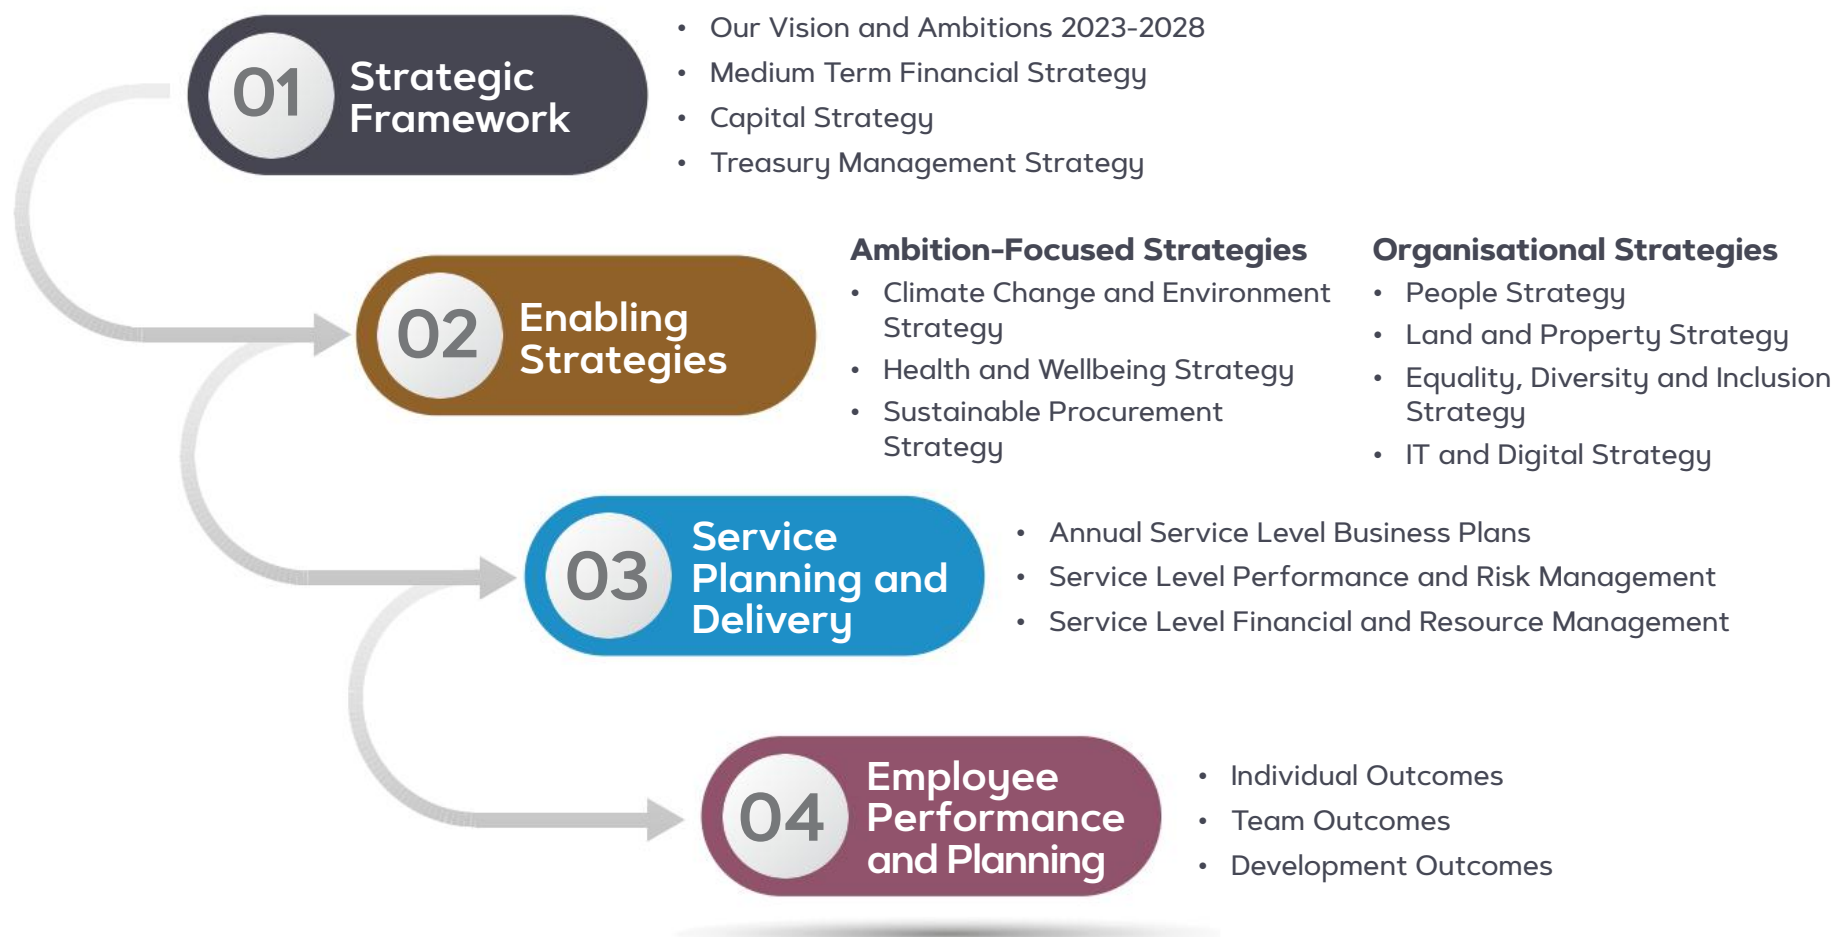 01
Strategic
Framework
• Our Vision and Ambitions 2023-2028
• Medium Term Financial Strategy
• Capital Strategy
• Treasury Management Strategy
02
Enabling
Strategies
Ambition-Focused Strategies
• Climate Change and Environment
Strategy
• Health and Wellbeing Strategy
• Sustainable Procurement
Strategy
Organisational Strategies
• People Strategy
• Land and Property Strategy
• Equality, Diversity and Inclusion
Strategy
• IT and Digital Strategy
03
Service
Planning and
Delivery
• Annual Service Level Business Plans
• Service Level Performance and Risk Management
• Service Level Financial and Resource Management
04
Employee
Performance
and Planning
• Individual Outcomes
• Team Outcomes
• Development Outcomes